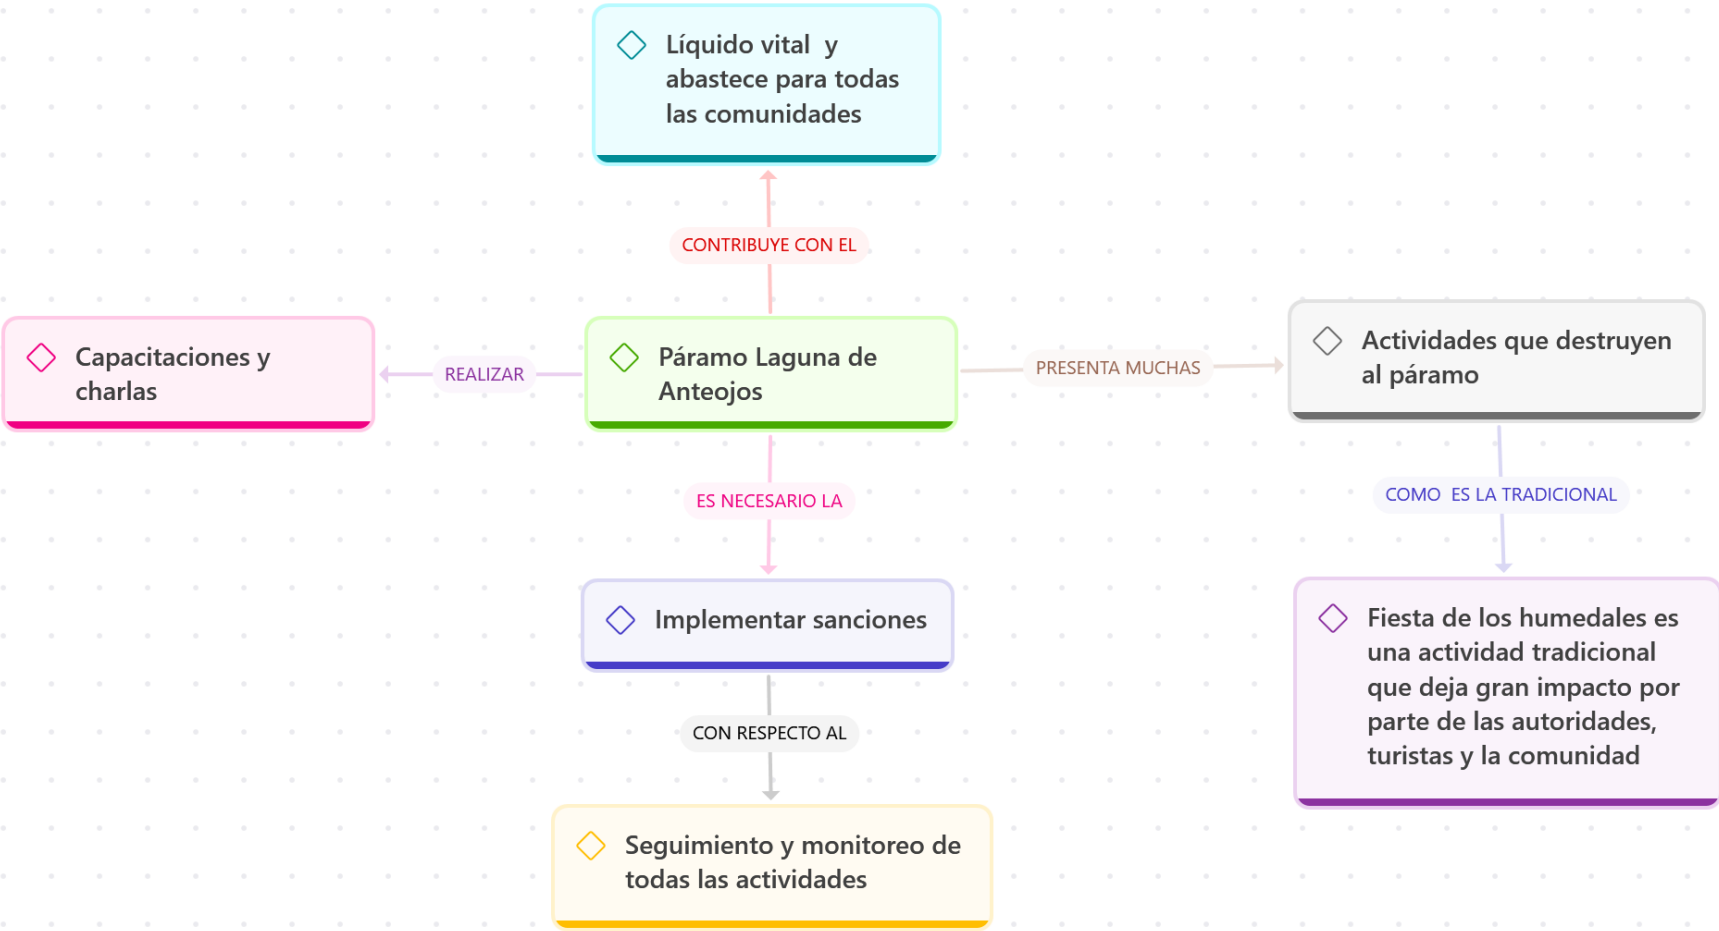 Líquido vital  y
abastece para todas
las comunidades
CONTRIBUYE CON EL
Capacitaciones y
charlas
REALIZAR
Páramo Laguna de
Anteojos
PRESENTA MUCHAS
Actividades que destruyen
al páramo
ES NECESARIO LA
COMO  ES LA TRADICIONAL
Implementar sanciones
Fiesta de los humedales es
una actividad tradicional
que deja gran impacto por
parte de las autoridades,
turistas y la comunidad
CON RESPECTO AL
Seguimiento y monitoreo de
todas las actividades